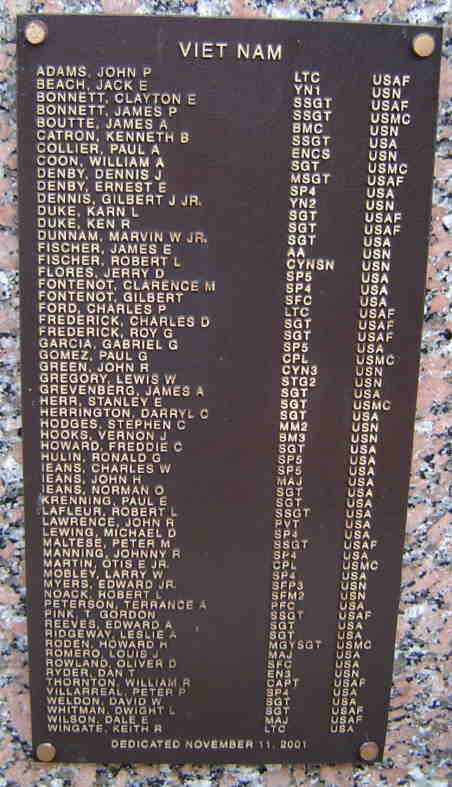 VIET NAM
ADAMS, JOHN P LTC USAF
BEACH, JACK E YN1 USN
BONNETT, CLAYTON E SSGT USAF
BONNETT, JAMES P SSGT USMC
BOUTTE, JAMES A BMC USN
CATRON, KENNETH B SSGT USA
COLLIER, PAUL A ENCS USN
COON, WILLIAM A SGT USMC
DENBY, DENNIS J MSGT USAF
DENBY, ERNEST E SP4 USA
DENNIS, GILBERT J JR. YN2 USN
DUKE, KARN L SGT USAF
DUKE, KEN R SGT USAF
DUNNAM, MARVIN W JR. SGT USA
FISCHER, JAMES E AA USN
FISCHER, ROBERT L CYNSN USN
FLORES, JERRY D SP5 USA
FONTENOT, CLARENCE M SP4 USA
FONTENOT, GILBERT SFC USA
FORD, CHARLES P LTC USAF
FREDERICK, CHARLES D SGT USAF
FREDERICK, ROY G SGT USAF
GARCIA, GABRIEL G SP5 USA
GOMEZ, PAUL G CPL USMC
GREEN, JOHN R CYN3 USN
GREGORY, LEWIS W STG2 USN
GREVENBERG, JAMES A SGT USA
HERR, STANLEY E SGT USMC
HERRINGTON, DARRYL C SGT USA
HODGES, STEPHEN C MM2 USN
HOOKS, VERNON J BM3 USN
HOWARD, FREDDIE C SGT USA
HULIN, RONALD G SP5 USA
IEANS, CHARLES W SP5 USA
IEANS, JOHN H MAJ USA
IEANS, NORMAN O SGT USA
KRENNING, PAUL E SGT USA
LAFLEUR, ROBERT L SSGT USA
LAWRENCE, JOHN R PVT USA
LEWING, MICHAEL D SP4 USA
MALTESE, PETER M SSGT USAF
MANNING, JOHNNY R SP4 USA
MARTIN, OTIS E JR. CPL USMC
MOBLEY, LARRY W SP4 USA
MYERS, EDWARD JR. SFP3 USN
NOACK, ROBERT L SFM2 USN
PETERSON, TERRANCE A PFC USA
PINK, T. GORDON SSGT USAF
REEVES, EDWARD A SGT USA
RIDGEWAY, LESLIE A SGT USA
RODEN, HOWARD H MGYSGT USMC
ROMERO, LOUIS J MAJ USA
ROWLAND, OLIVER D SFC USA
RYDER, DAN T EN3 USN
THORNTON, WILLIAM R CAPT USAF
VILLARREAL, PETER P SP4 USA
WELDON, DAVID W SGT USA
WHITMAN, DWIGHT L SGT USAF
WILSON, DALE E MAJ USAF
WINGATE, KEITH R LTC USA
DEDICATED NOVEMBER 11, 2001